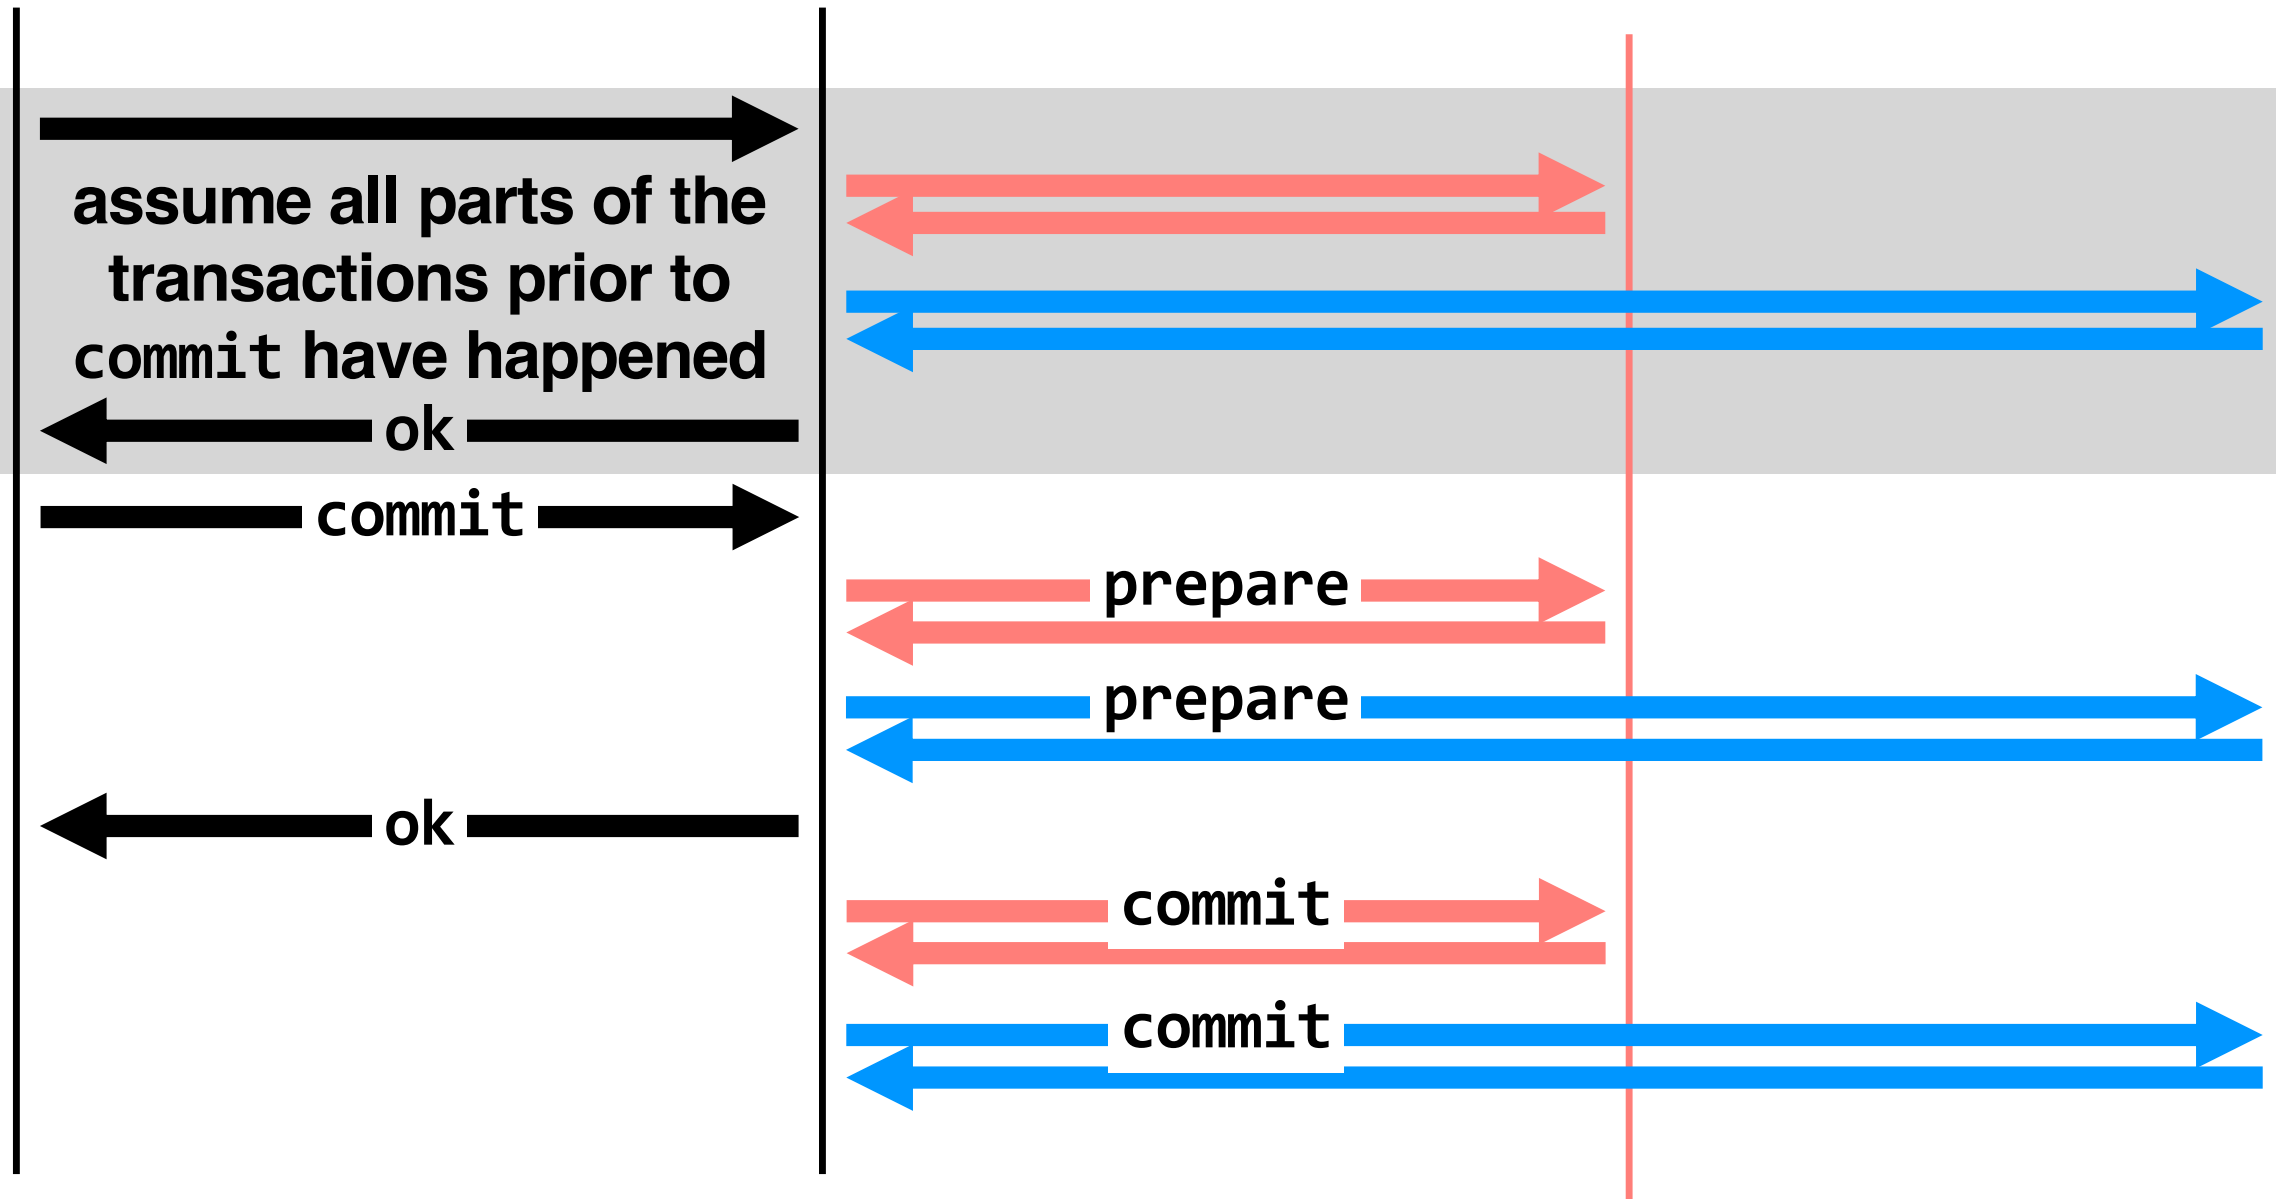 assume all parts of the
transactions prior to
commit have happened
ok
commit
prepare
prepare
ok
commit
commit